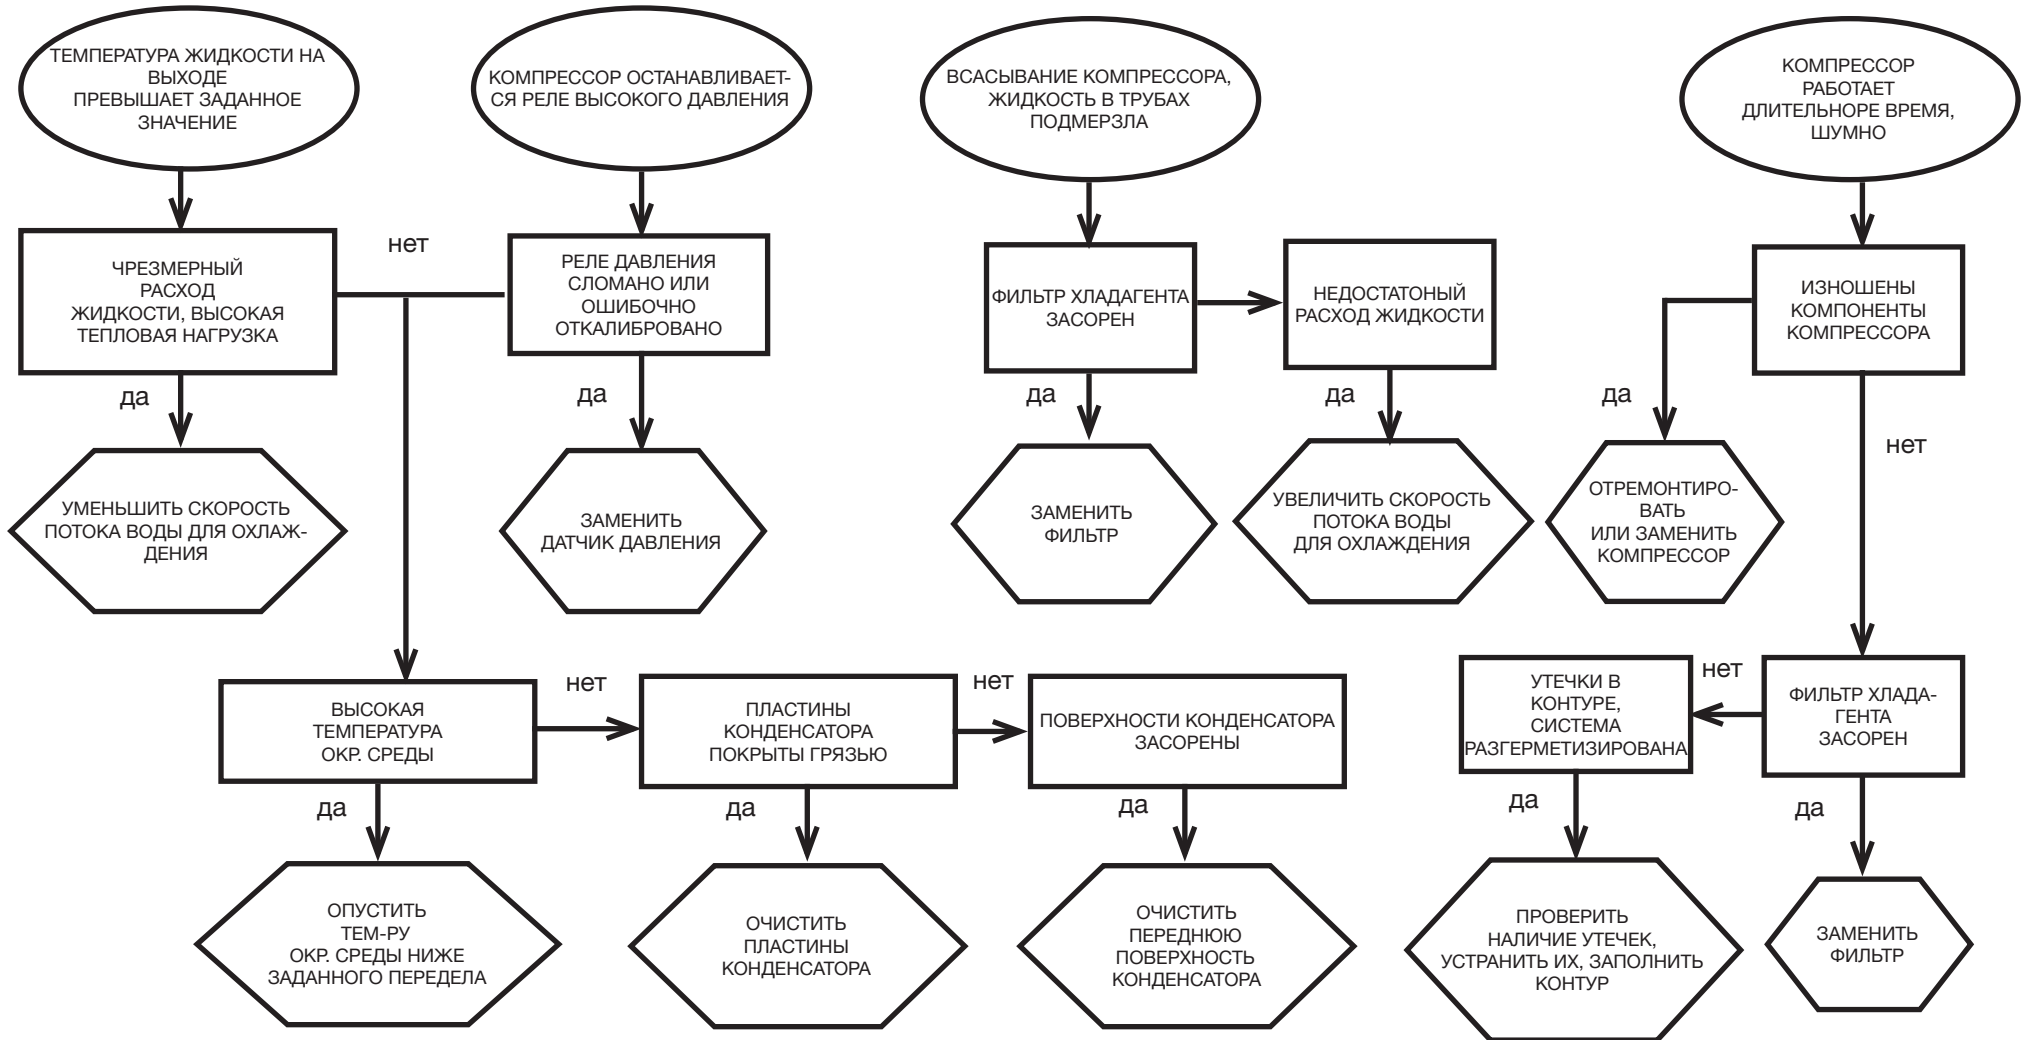 ТЕМПЕРАТУРА ЖИДКОСТИ НА
ВЫХОДЕ
ПРЕВЫШАЕТ ЗАДАННОЕ
ЗНАЧЕНИЕ
КОМПРЕССОР ОСТАНАВЛИВАЕТ-
СЯ РЕЛЕ ВЫСОКОГО ДАВЛЕНИЯ
ВСАСЫВАНИЕ КОМПРЕССОРА,
ЖИДКОСТЬ В ТРУБАХ
ПОДМЕРЗЛА
КОМПРЕССОР
РАБОТАЕТ
ДЛИТЕЛЬНОРЕ ВРЕМЯ,
ШУМНО
ЧРЕЗМЕРНЫЙ
РАСХОД
ЖИДКОСТИ, ВЫСОКАЯ
ТЕПЛОВАЯ НАГРУЗКА
нет
РЕЛЕ ДАВЛЕНИЯ
СЛОМАНО ИЛИ
ОШИБОЧНО
ОТКАЛИБРОВАНО
ФИЛЬТР ХЛАДАГЕНТА
ЗАСОРЕН
НЕДОСТАТОНЫЙ
РАСХОД ЖИДКОСТИ
ИЗНОШЕНЫ
КОМПОНЕНТЫ
КОМПРЕССОРА
да
да
да
да
да
нет
УМЕНЬШИТЬ СКОРОСТЬ
ПОТОКА ВОДЫ ДЛЯ ОХЛАЖ-
ДЕНИЯ
ЗАМЕНИТЬ
ДАТЧИК ДАВЛЕНИЯ
ЗАМЕНИТЬ
ФИЛЬТР
УВЕЛИЧИТЬ СКОРОСТЬ
ПОТОКА ВОДЫ
ДЛЯ ОХЛАЖДЕНИЯ
ОТРЕМОНТИРО-
ВАТЬ
ИЛИ ЗАМЕНИТЬ
КОМПРЕССОР
ВЫСОКАЯ
ТЕМПЕРАТУРА
ОКР. СРЕДЫ
нет
ПЛАСТИНЫ
КОНДЕНСАТОРА
ПОКРЫТЫ ГРЯЗЬЮ
нет
ПОВЕРХНОСТИ КОНДЕНСАТОРА
ЗАСОРЕНЫ
УТЕЧКИ В
КОНТУРЕ,
СИСТЕМА
РАЗГЕРМЕТИЗИРОВАНА
нет
ФИЛЬТР ХЛАДА-
ГЕНТА
ЗАСОРЕН
да
да
да
да
да
ОПУСТИТЬ
ТЕМ-РУ
ОКР. СРЕДЫ НИЖЕ
ЗАДАННОГО ПЕРЕДЕЛА
ОЧИСТИТЬ
ПЛАСТИНЫ
КОНДЕНСАТОРА
ОЧИСТИТЬ
ПЕРЕДНЮЮ
ПОВЕРХНОСТЬ
КОНДЕНСАТОРА
ПРОВЕРИТЬ
НАЛИЧИЕ УТЕЧЕК,
УСТРАНИТЬ ИХ, ЗАПОЛНИТЬ
КОНТУР
ЗАМЕНИТЬ
ФИЛЬТР